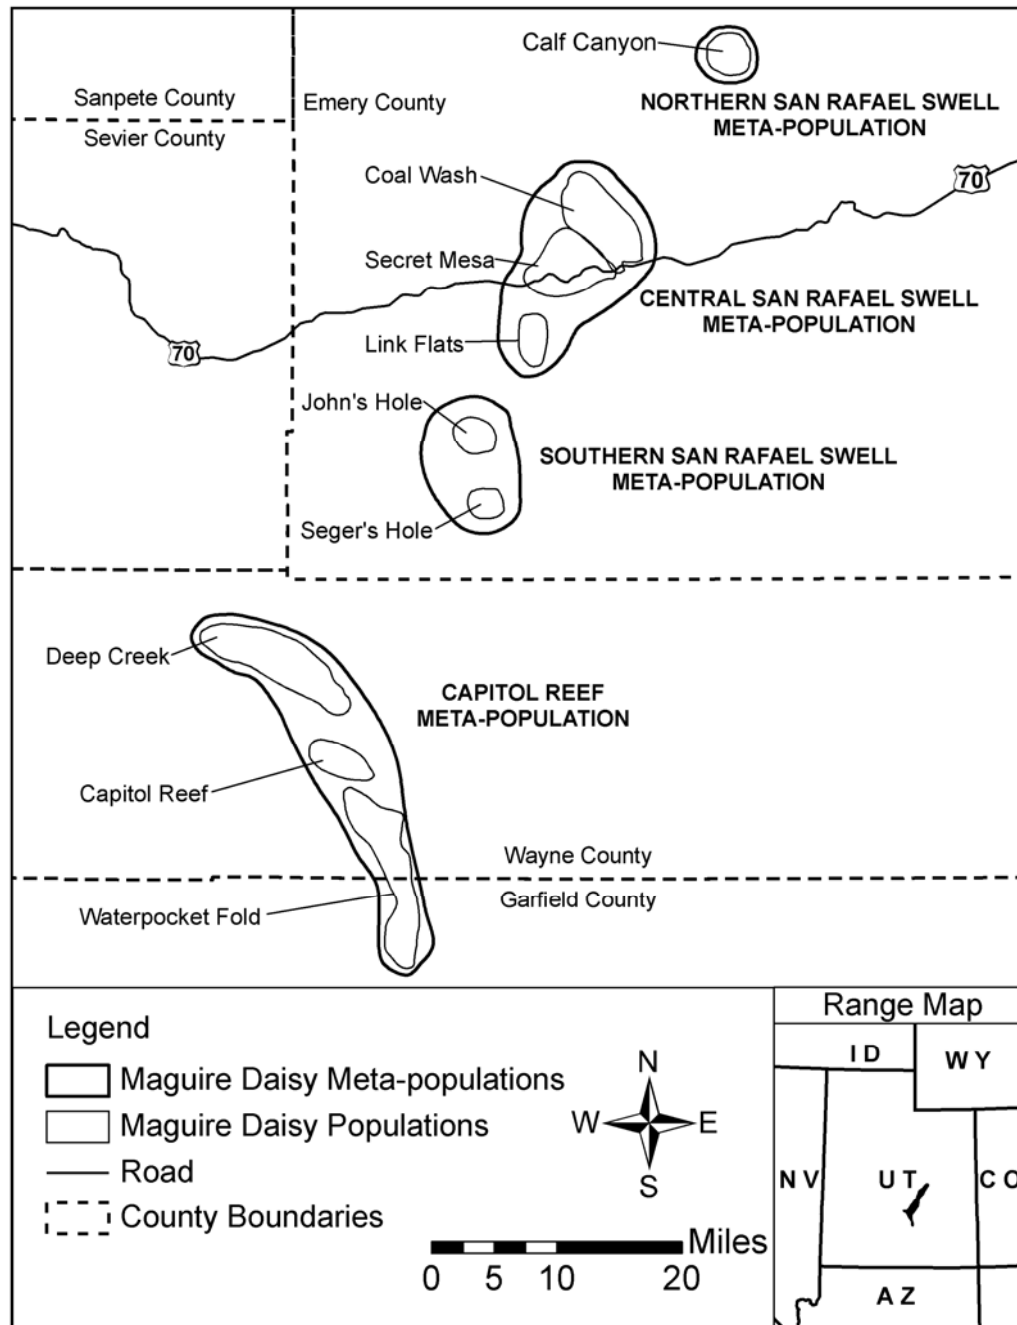 Calf Canyon
Sanpete County
Emery County
NORTHERN SAN RAFAEL SWELL
META-POPULATION
Sevier County
Coal Wash
70
Secret Mesa
CENTRAL SAN RAFAEL SWELL
META-POPULATION
Link Flats
70
John's Hole
SOUTHERN SAN RAFAEL SWELL
META-POPULATION
Seger's Hole
Deep Creek
CAPITOL REEF
META-POPULATION
Capitol Reef
Wayne County
Garfield County
Waterpocket Fold
Legend
Maguire Daisy Meta-populations
Maguire Daisy Populations
Road
County Boundaries
N
W E
S
Miles
0 5 10 20
Range Map
ID
WY
NV
UT
CO
AZ